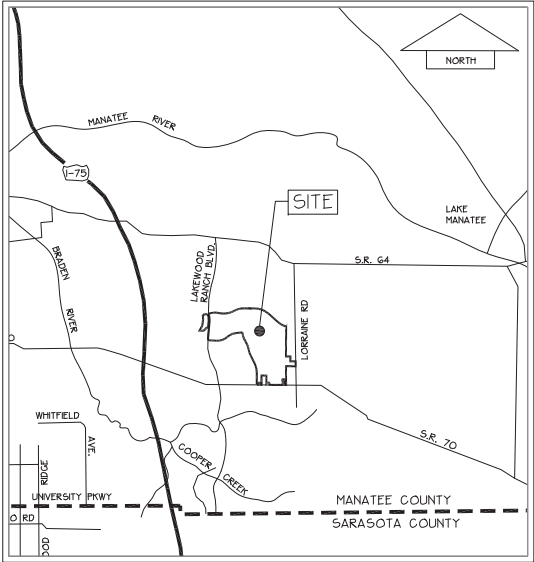 NORTH
MANATEE RIVER
I-75
SITE
LAKE
MANATEE
S.R. 64
LAKEWOOD
RANCH BLVD.
BRADEN
RIVER
LORRAINE RD
WHITFIELD
AVE.
S.R. 70
COOPER
CREEK
RIDGE
UNIVERSITY PKWY
MANATEE COUNTY
O RD
SARASOTA COUNTY
OOD